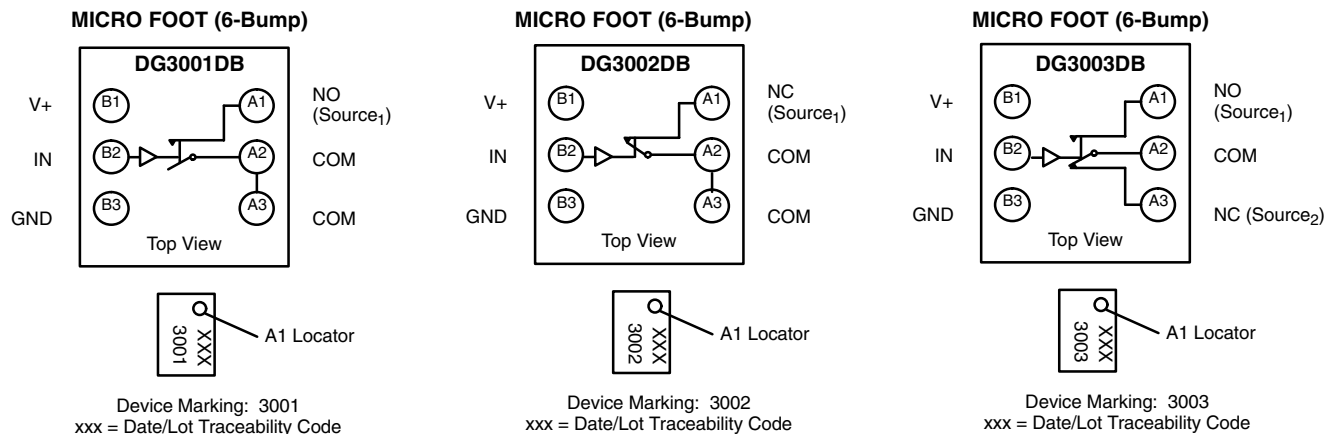 MICRO FOOT (6-Bump)
DG3001DB
V+
B1
A1
NO
(Source1)
IN
B2
A2
COM
GND
B3
A3
COM
Top View
3001
XXX
A1 Locator
Device Marking: 3001
xxx = Date/Lot Traceability Code
MICRO FOOT (6-Bump)
DG3002DB
V+
B1
A1
NC
(Source1)
IN
B2
A2
COM
GND
B3
A3
COM
Top View
3002
XXX
A1 Locator
Device Marking: 3002
xxx = Date/Lot Traceability Code
MICRO FOOT (6-Bump)
DG3003DB
V+
B1
A1
NO
(Source1)
IN
B2
A2
COM
GND
B3
A3
NC (Source2)
Top View
3003
XXX
A1 Locator
Device Marking: 3003
xxx = Date/Lot Traceability Code